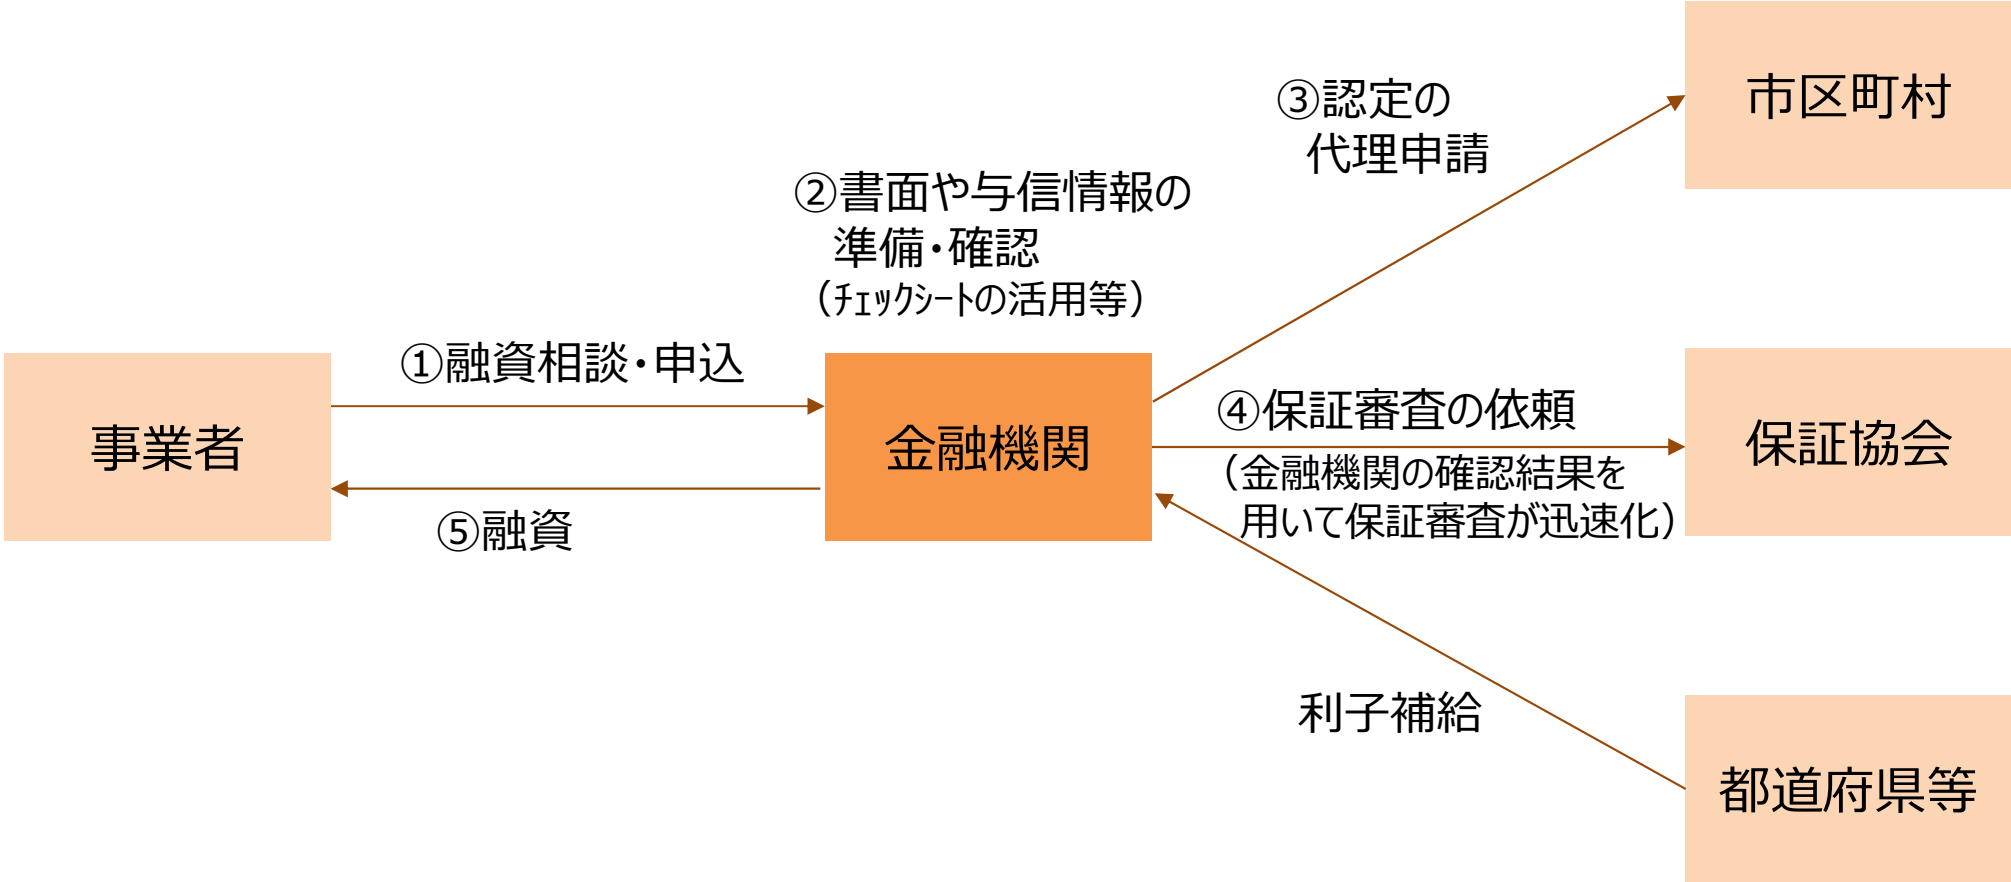 ③認定の
代理申請
市区町村
②書面や与信情報の
準備・確認
（ﾁｪｯｸｼｰﾄの活用等）
①融資相談・申込
事業者
金融機関
④保証審査の依頼
（金融機関の確認結果を
用いて保証審査が迅速化）
保証協会
⑤融資
利子補給
都道府県等